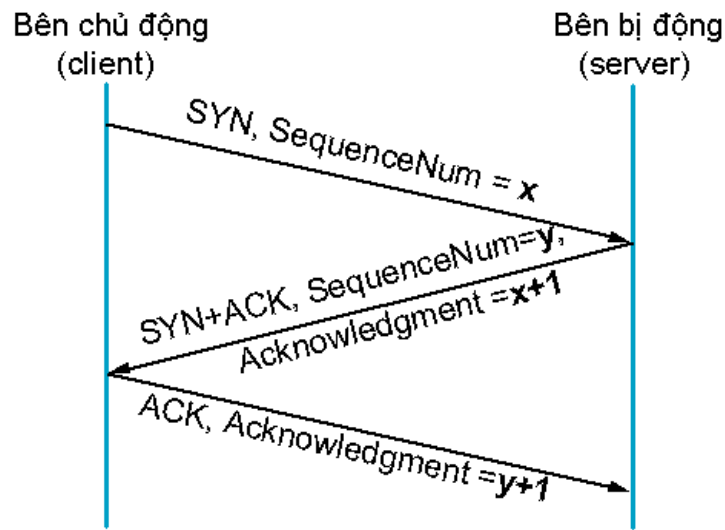 Bên chủ động
(client)
Bên bị động
(server)
SYN, SequenceNum = x
SYN+ACK, SequenceNum=y,
Acknowledgment =x+1
ACK, Acknowledgment =y+1